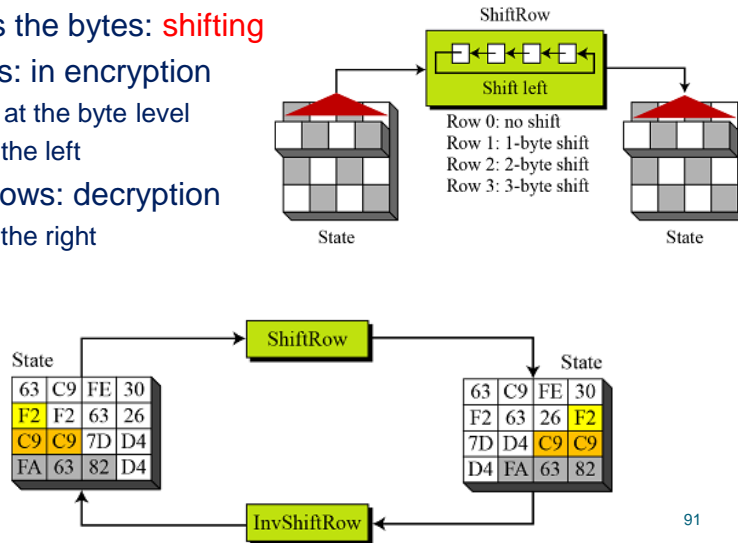 s the bytes: shifting
s: in encryption
at the byte level
the left
ows: decryption
the right
ShiftRow
Shift left
Row 0: no shift
Row 1: 1-byte shift
Row 2: 2-byte shift
Row 3: 3-byte shift
State
State
ShiftRow
State
63 C9 FE 30
F2 F2 63 26
C9 C9 7D D4
FA 63 82 D4
State
63 C9 FE 30
F2 63 26 F2
7D D4 C9 C9
D4 FA 63 82
InvShiftRow
91